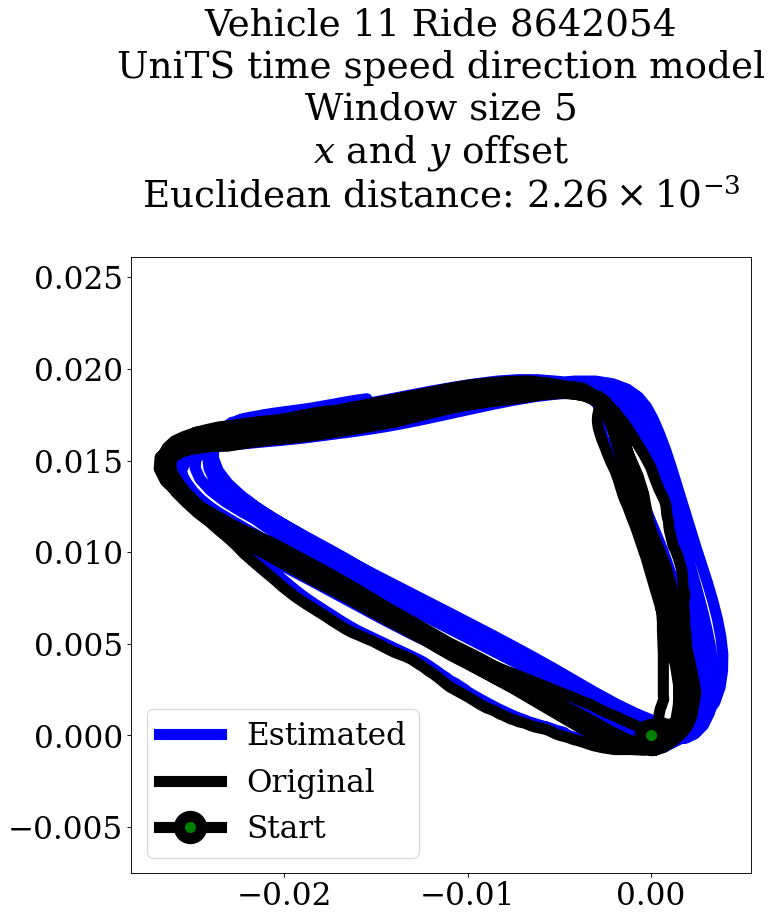 Vehicle 11 Ride 8642054
UniTS time speed direction model
Window size 5
x and y offset
Euclidean distance: 2.26 × 10⁻³
0.025
0.020
0.015
0.010
0.005
0.000
−0.005
Estimated
Original
Start
−0.02 −0.01 0.00